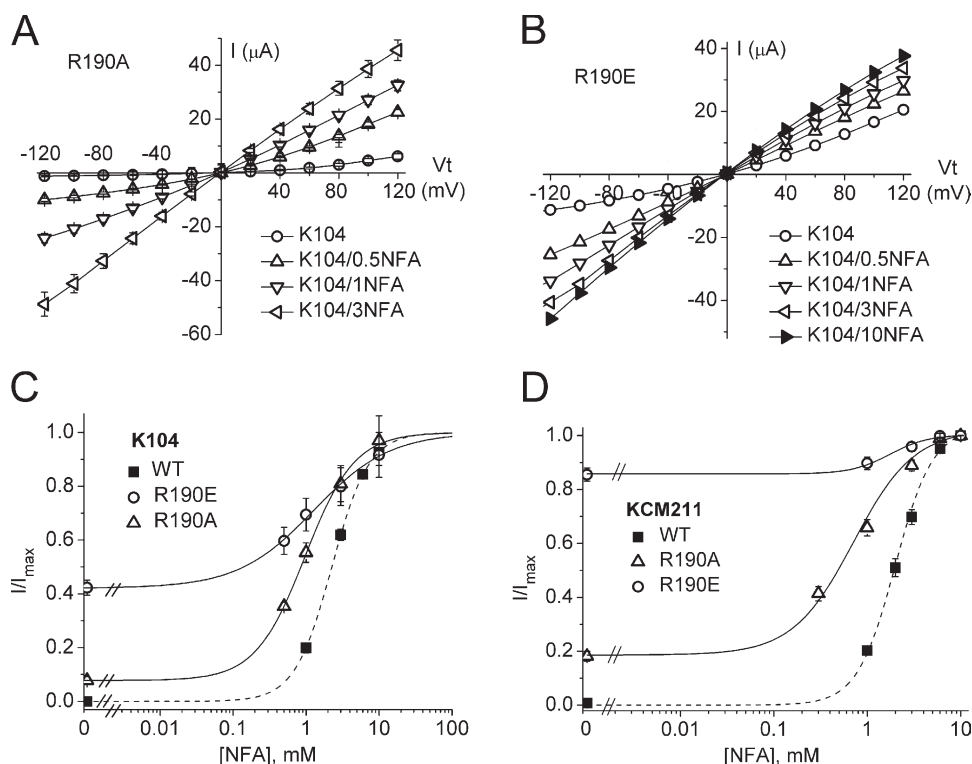 A
R190A
I (μA)
40
20
-120
-80
-40
40
80
120
Vt
(mV)
-20
-40
-60
K104
K104/0.5NFA
K104/1NFA
K104/3NFA
B
R190E
I (μA)
40
20
-120
-80
-40
40
80
120
Vt
(mV)
-20
-40
K104
K104/0.5NFA
K104/1NFA
K104/3NFA
K104/10NFA
C
K104
WT
R190E
R190A
I/Imax
1.0
0.8
0.6
0.4
0.2
0.0
0
0.01
0.1
1
10
100
[NFA], mM
D
KCM211
WT
R190A
R190E
I/Imax
1.0
0.8
0.6
0.4
0.2
0.0
0
0.01
0.1
1
10
[NFA], mM